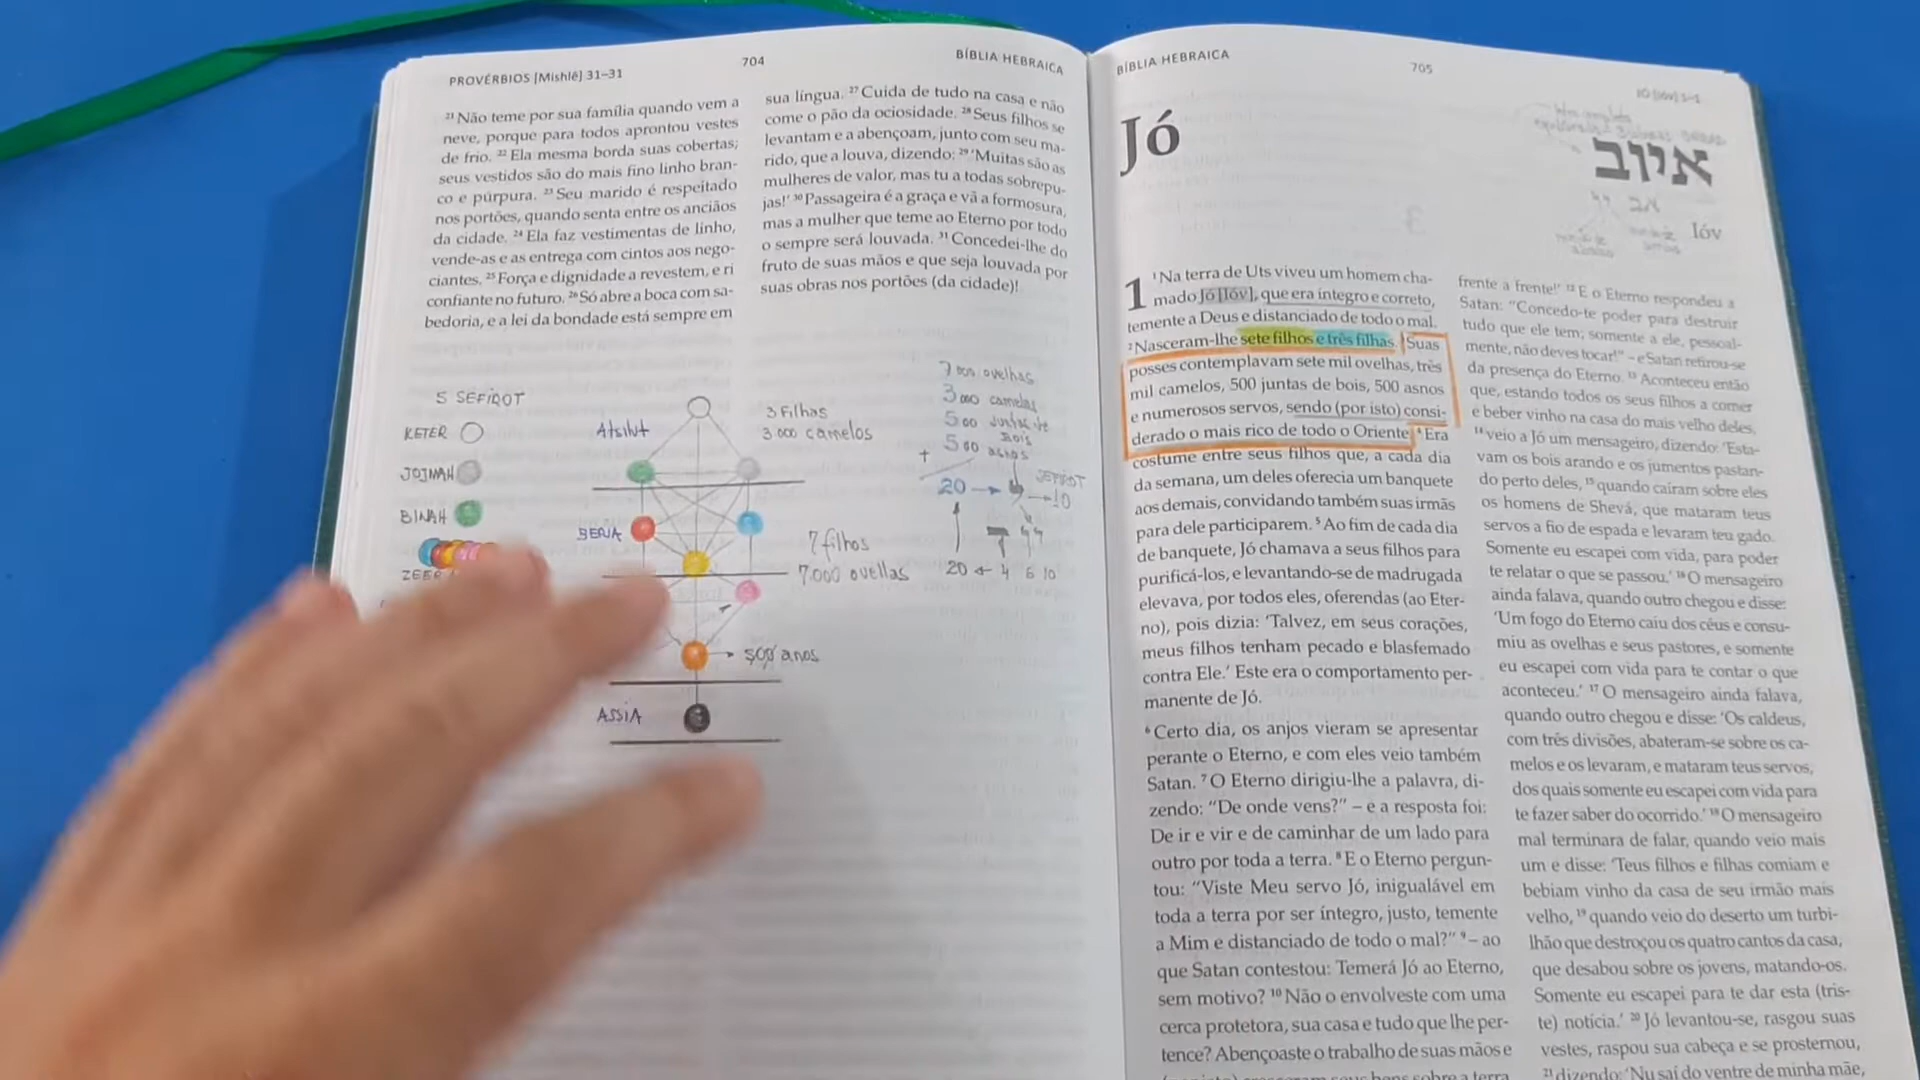 PROVÉRBIOS [Mishlê] 31–31
704
BÍBLIA HEBRAICA
²¹Não teme por sua família quando vem a
neve, porque para todos aprontou vestes
de frio. ²²Ela mesma borda suas cobertas;
seus vestidos são do mais fino linho bran-
co e púrpura. ²³Seu marido é respeitado
nos portões, quando senta entre os anciãos
da cidade. ²⁴Ela faz vestimentas de linho,
vende-as e as entrega com cintos aos nego-
ciantes. ²⁵Força e dignidade a revestem, e ri
confiante no futuro. ²⁶Só abre a boca com sa-
bedoria, e a lei da bondade está sempre em
sua língua. ²⁷Cuida de tudo na casa e não
come o pão da ociosidade. ²⁸Seus filhos se
levantam e a abençoam, junto com seu ma-
rido, que a louva, dizendo: ²⁹'Muitas são as
mulheres de valor, mas tu a todas sobrepu-
jas!' ³⁰Passageira é a graça e vã a formosura,
mas a mulher que teme ao Eterno por todo
o sempre será louvada. ³¹Concedei-lhe do
fruto de suas mãos e que seja louvada por
suas obras nos portões (da cidade)!
5 SEFIROT
KETER
JOJMAH
BINAH
ZEER
Atsilut
3 Filhas
3 000 camelos
BERIA
7 filhos
7.000 ovellas
500 anos
ASSIA
7 000 ovelhas
3 000 camelos
500 juntas de
Bois
500 asnos
+
20
SEFIROT
10
20 4 6 10
BÍBLIA HEBRAICA
705
JÓ [Ióv] 1–1
Jó
איוב
אב
Ióv
1 ¹Na terra de Uts viveu um homem cha-
mado Jó [Ióv], que era íntegro e correto,
temente a Deus e distanciado de todo o mal.
²Nasceram-lhe sete filhos e três filhas. Suas
posses contemplavam sete mil ovelhas, três
mil camelos, 500 juntas de bois, 500 asnos
e numerosos servos, sendo (por isto) consi-
derado o mais rico de todo o Oriente. ⁴Era
costume entre seus filhos que, a cada dia
da semana, um deles oferecia um banquete
aos demais, convidando também suas irmãs
para dele participarem. ⁵Ao fim de cada dia
de banquete, Jó chamava a seus filhos para
purificá-los, e levantando-se de madrugada
elevava, por todos eles, oferendas (ao Eter-
no), pois dizia: 'Talvez, em seus corações,
meus filhos tenham pecado e blasfemado
contra Ele.' Este era o comportamento per-
manente de Jó.
⁶Certo dia, os anjos vieram se apresentar
perante o Eterno, e com eles veio também
Satan. ⁷O Eterno dirigiu-lhe a palavra, di-
zendo: "De onde vens?" – e a resposta foi:
De ir e vir e de caminhar de um lado para
outro por toda a terra. ⁸E o Eterno pergun-
tou: "Viste Meu servo Jó, inigualável em
toda a terra por ser íntegro, justo, temente
a Mim e distanciado de todo o mal?" ⁹– ao
que Satan contestou: Temerá Jó ao Eterno,
sem motivo? ¹⁰Não o envolveste com uma
cerca protetora, sua casa e tudo que lhe per-
tence? Abençoaste o trabalho de suas mãos e
frente a frente!' ¹²E o Eterno respondeu a
Satan: "Concedo-te poder para destruir
tudo que ele tem; somente a ele, pessoal-
mente, não deves tocar!" – e Satan retirou-se
da presença do Eterno. ¹³Aconteceu então
que, estando todos os seus filhos a comer
e beber vinho na casa do mais velho deles,
¹⁴veio a Jó um mensageiro, dizendo: 'Esta-
vam os bois arando e os jumentos pastan-
do perto deles, ¹⁵quando caíram sobre eles
os homens de Shevá, que mataram teus
servos a fio de espada e levaram teu gado.
Somente eu escapei com vida, para poder
te relatar o que se passou.' ¹⁶O mensageiro
ainda falava, quando outro chegou e disse:
'Um fogo do Eterno caiu dos céus e consu-
miu as ovelhas e seus pastores, e somente
eu escapei com vida para te contar o que
aconteceu.' ¹⁷O mensageiro ainda falava,
quando outro chegou e disse: 'Os caldeus,
com três divisões, abateram-se sobre os ca-
melos e os levaram, e mataram teus servos,
dos quais somente eu escapei com vida para
te fazer saber do ocorrido.' ¹⁸O mensageiro
mal terminara de falar, quando veio mais
um e disse: 'Teus filhos e filhas comiam e
bebiam vinho da casa de seu irmão mais
velho, ¹⁹quando veio do deserto um turbi-
lhão que destroçou os quatro cantos da casa,
que desabou sobre os jovens, matando-os.
Somente eu escapei para te dar esta (tris-
te) notícia.' ²⁰Jó levantou-se, rasgou suas
vestes, raspou sua cabeça e se prosternou,
²¹dizendo: 'Nu saí do ventre de minha mãe,